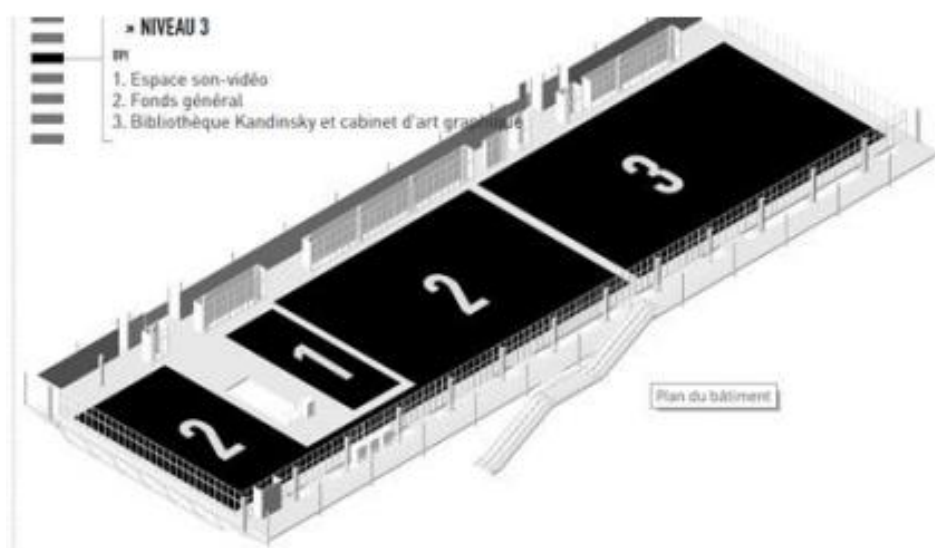 » NIVEAU 3
BPI
1. Espace son-vidéo
2. Fonds général
3. Bibliothèque Kandinsky et cabinet d'art graphique
3
2
1
2
Plan du bâtiment